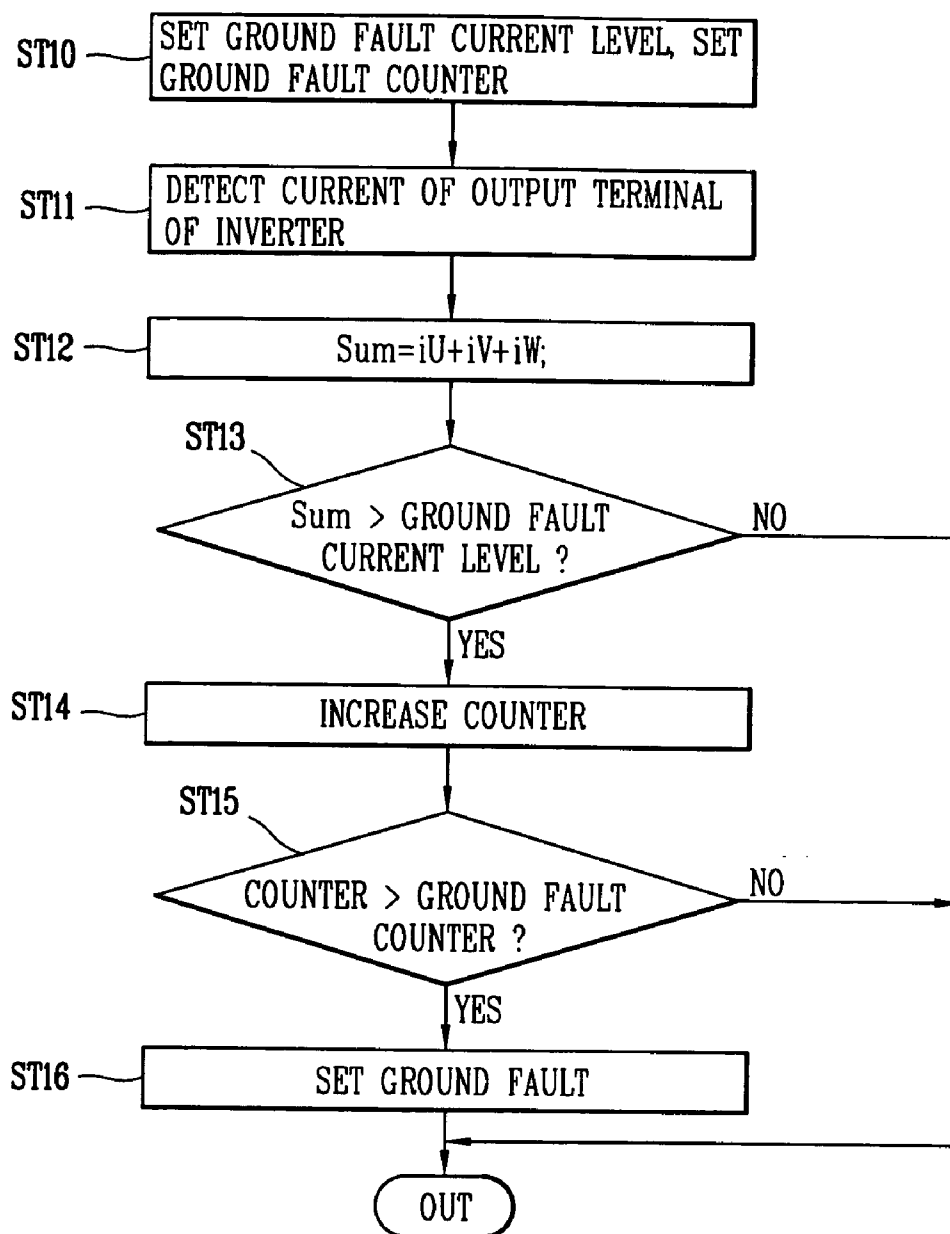 ST10
SET GROUND FAULT CURRENT LEVEL, SET
GROUND FAULT COUNTER
ST11
DETECT CURRENT OF OUTPUT TERMINAL
OF INVERTER
ST12
Sum=iU+iV+iW;
ST13
Sum > GROUND FAULT
CURRENT LEVEL ?
NO
YES
ST14
INCREASE COUNTER
ST15
COUNTER > GROUND FAULT
COUNTER ?
NO
YES
ST16
SET GROUND FAULT
OUT